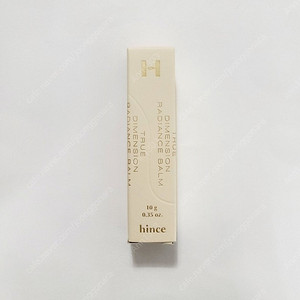 H
TRUE
DIMENSION
RADIANCE BALM
TRUE
DIMENSION
RADIANCE BALM
10 g
0.35 oz.
hince